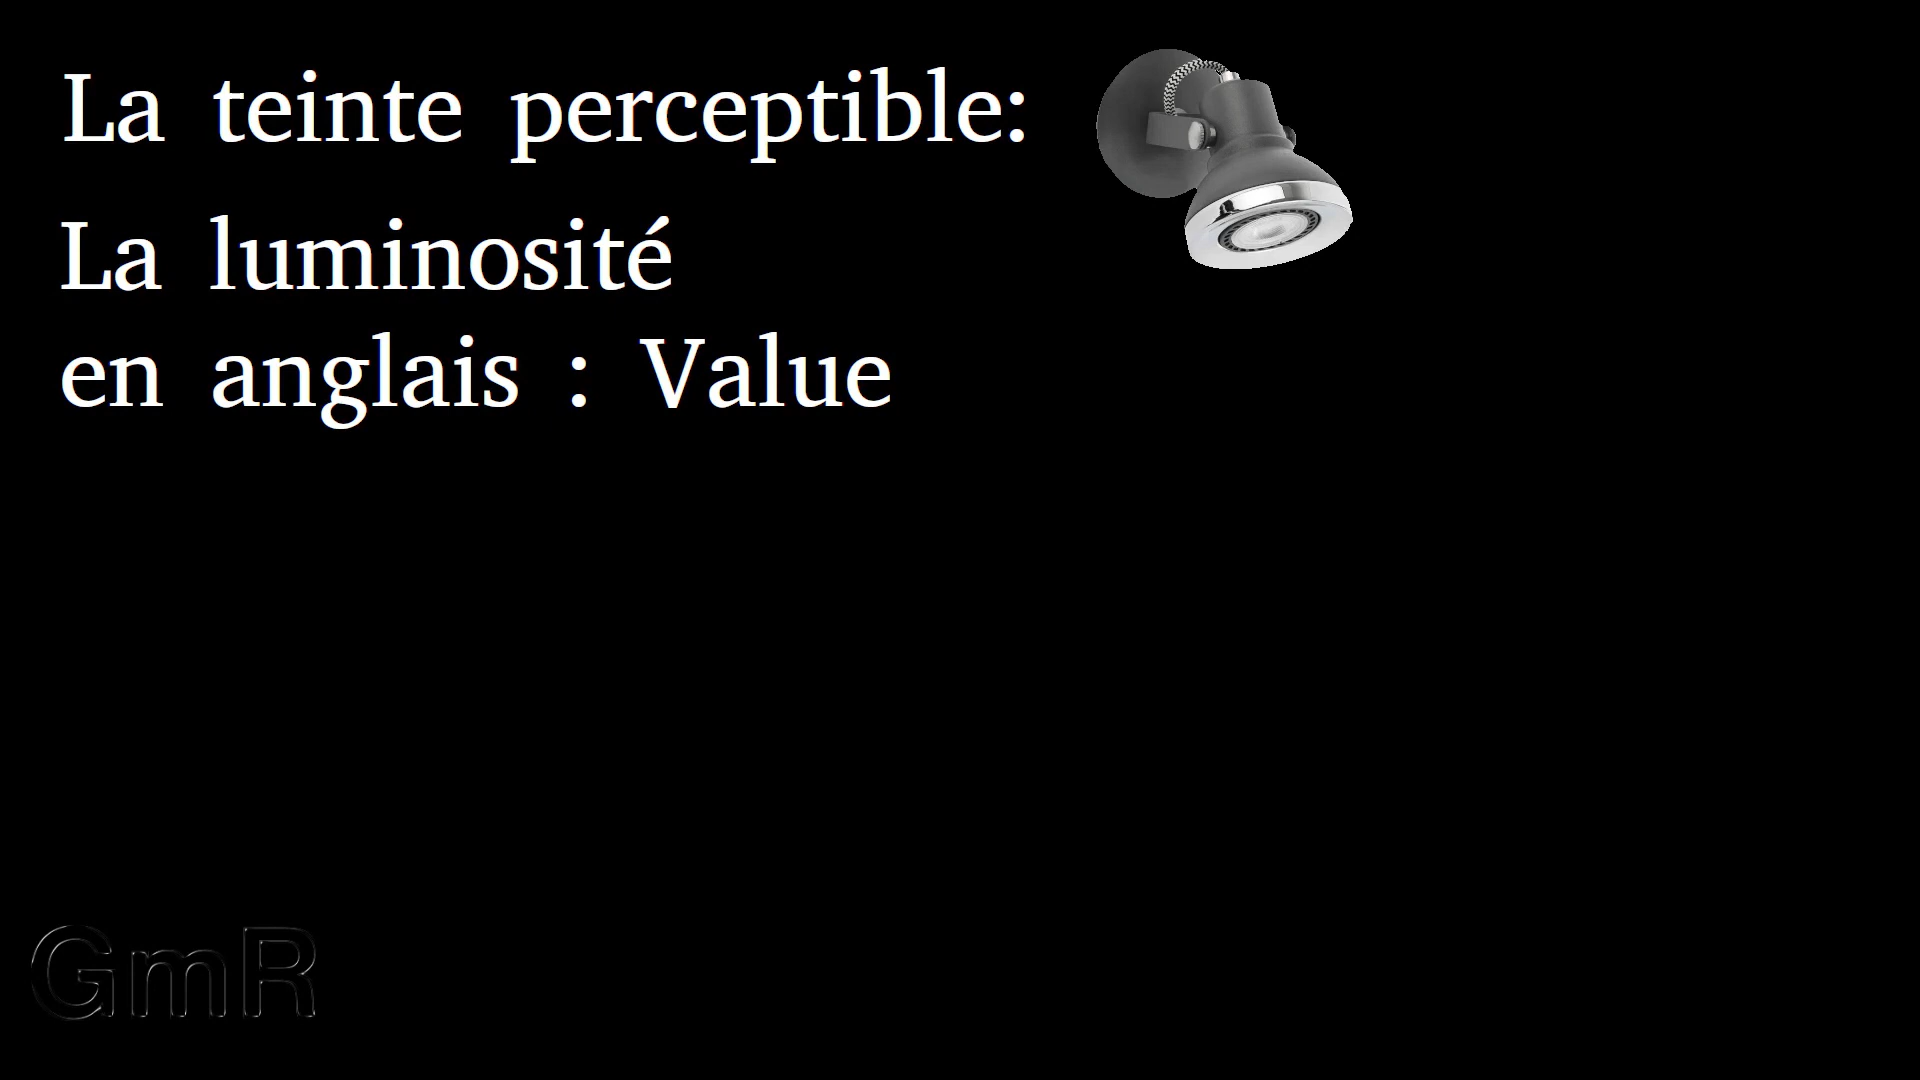 La teinte perceptible:
La luminosité
en anglais : Value
GmR